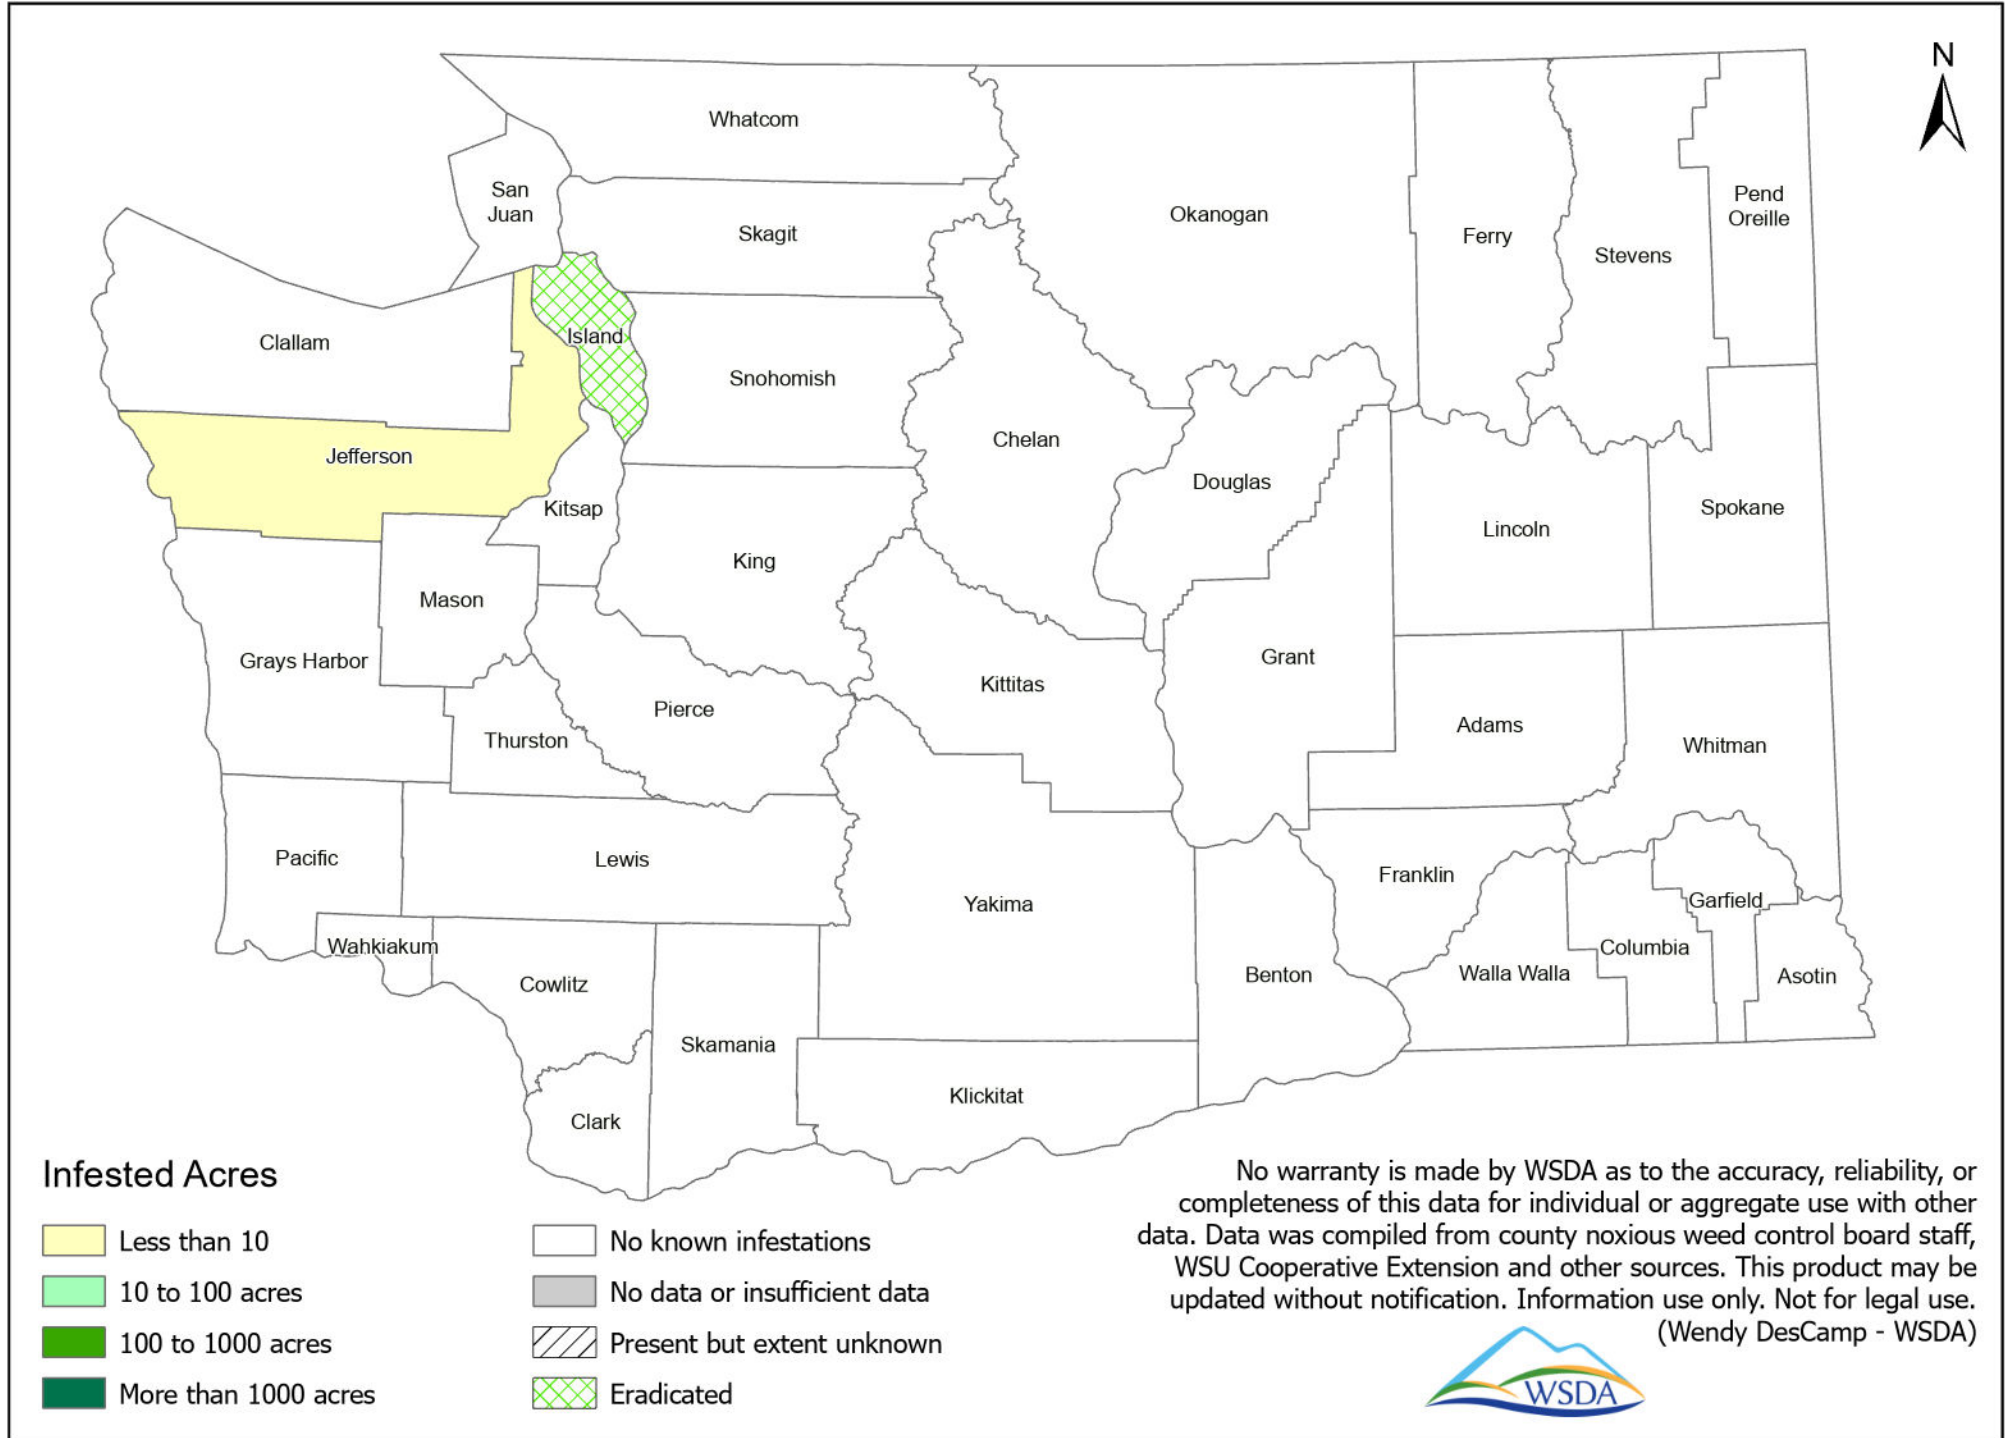 N
Whatcom
San
Juan
Skagit
Okanogan
Ferry
Stevens
Pend
Oreille
Clallam
Island
Snohomish
Chelan
Jefferson
Kitsap
Douglas
Lincoln
Spokane
King
Mason
Grays Harbor
Kittitas
Grant
Pierce
Thurston
Adams
Whitman
Pacific
Lewis
Franklin
Yakima
Garfield
Wahkiakum
Columbia
Cowlitz
Benton
Walla Walla
Asotin
Skamania
Klickitat
Clark
Infested Acres
Less than 10
10 to 100 acres
100 to 1000 acres
More than 1000 acres
No known infestations
No data or insufficient data
Present but extent unknown
Eradicated
No warranty is made by WSDA as to the accuracy, reliability, or
completeness of this data for individual or aggregate use with other
data. Data was compiled from county noxious weed control board staff,
WSU Cooperative Extension and other sources. This product may be
updated without notification. Information use only. Not for legal use.
(Wendy DesCamp - WSDA)
WSDA